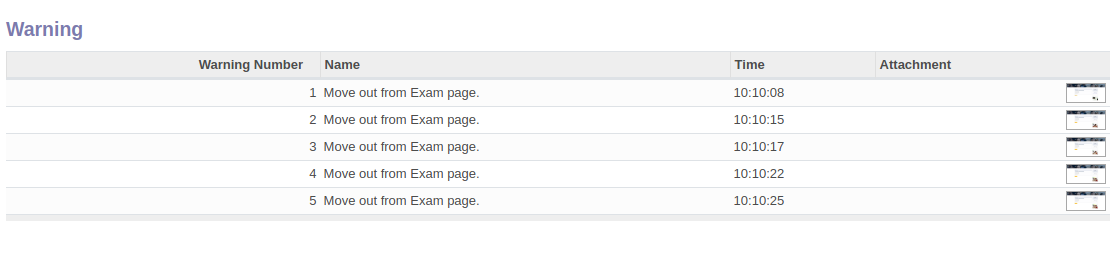 Warning
Warning Number Name Time Attachment
1 Move out from Exam page. 10:10:08
2 Move out from Exam page. 10:10:15
3 Move out from Exam page. 10:10:17
4 Move out from Exam page. 10:10:22
5 Move out from Exam page. 10:10:25